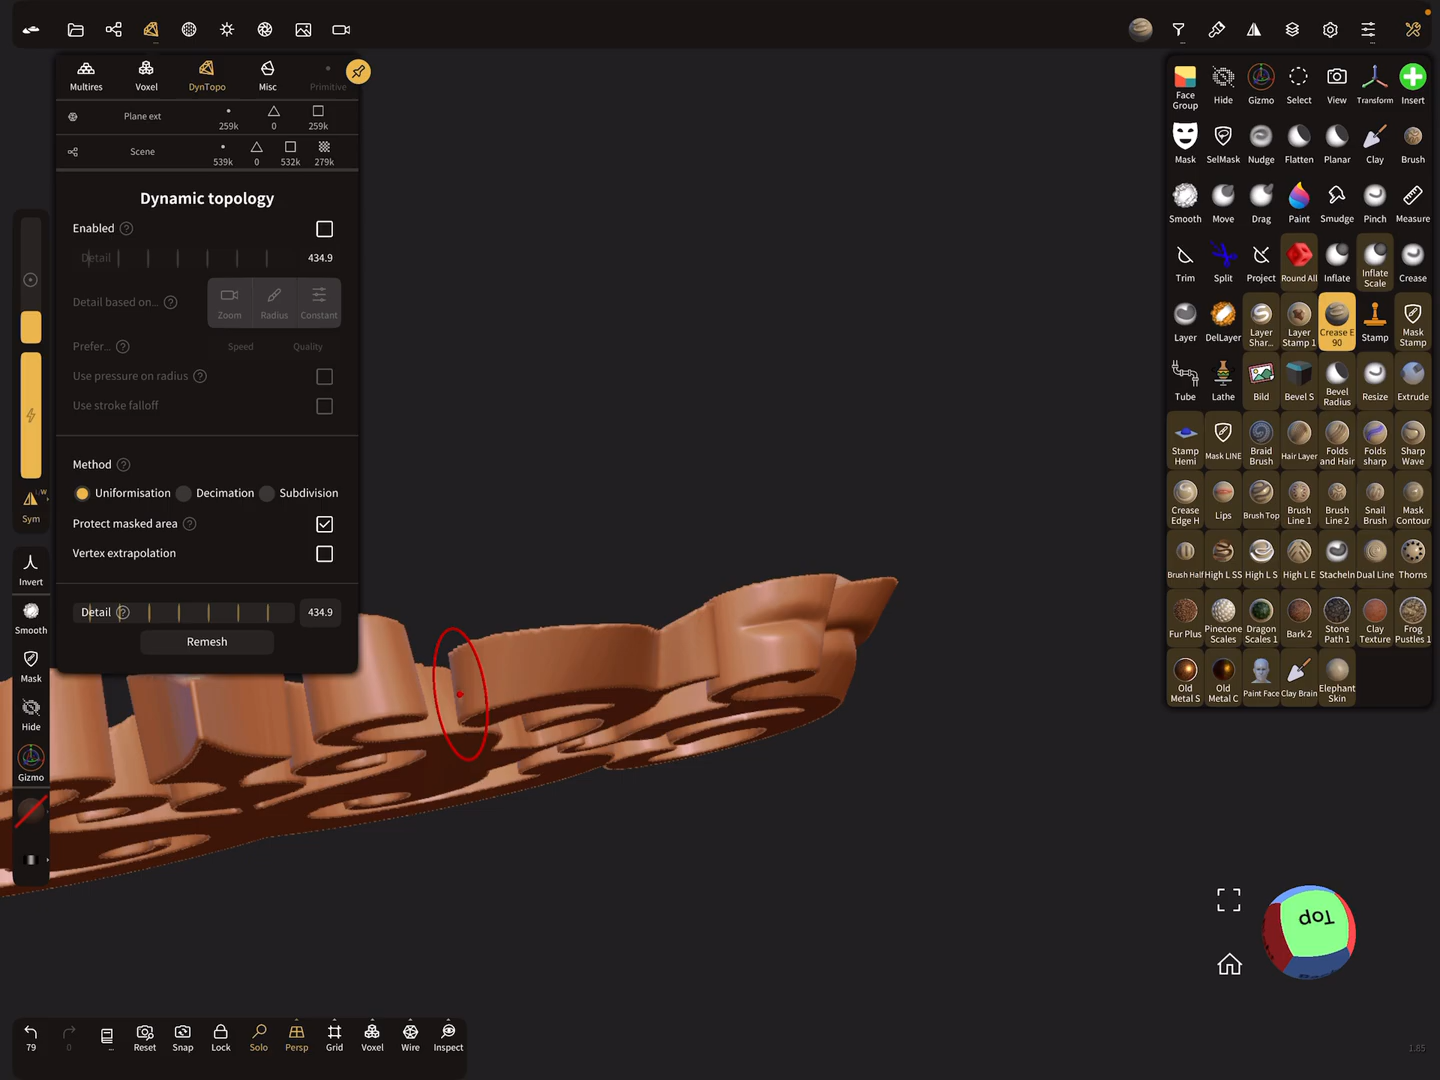 Multires Voxel DynTopo Misc Primitive
Plane ext 259k 0 259k
Scene 539k 0 532k 279k
Dynamic topology
Enabled ?
Detail 434.9
Detail based on... ?
Zoom Radius Constant
Prefer... ? Speed Quality
Use pressure on radius ?
Use stroke falloff
Method ?
Uniformisation Decimation Subdivision
Protect masked area ?
Vertex extrapolation
Detail ? 434.9
Remesh
Sym
Invert
Smooth
Mask
Hide
Gizmo
Face Group Hide Gizmo Select View Transform Insert
Mask SelMask Nudge Flatten Planar Clay Brush
Smooth Move Drag Paint Smudge Pinch Measure
Trim Split Project Round All Inflate Inflate Scale Crease
Layer DelLayer Layer Shar... Layer Stamp 1 Crease E 90 Stamp Mask Stamp
Tube Lathe Bild Bevel S Bevel Radius Resize Extrude
Stamp Hemi Mask LINE Braid Brush Hair Layer Folds and Hair Folds sharp Sharp Wave
Crease Edge H Lips Brush Top Brush Line 1 Brush Line 2 Snail Brush Mask Contour
Brush Half High L SS High L S High L E Stacheln Dual Line Thorns
Fur Plus Pinecone Scales Dragon Scales 1 Bark 2 Stone Path 1 Clay Texture Frog Pustles 1
Old Metal S Old Metal C Paint Face Clay Brain Elephant Skin
Top
79 0 ... Reset Snap Lock Solo Persp Grid Voxel Wire Inspect
1.85